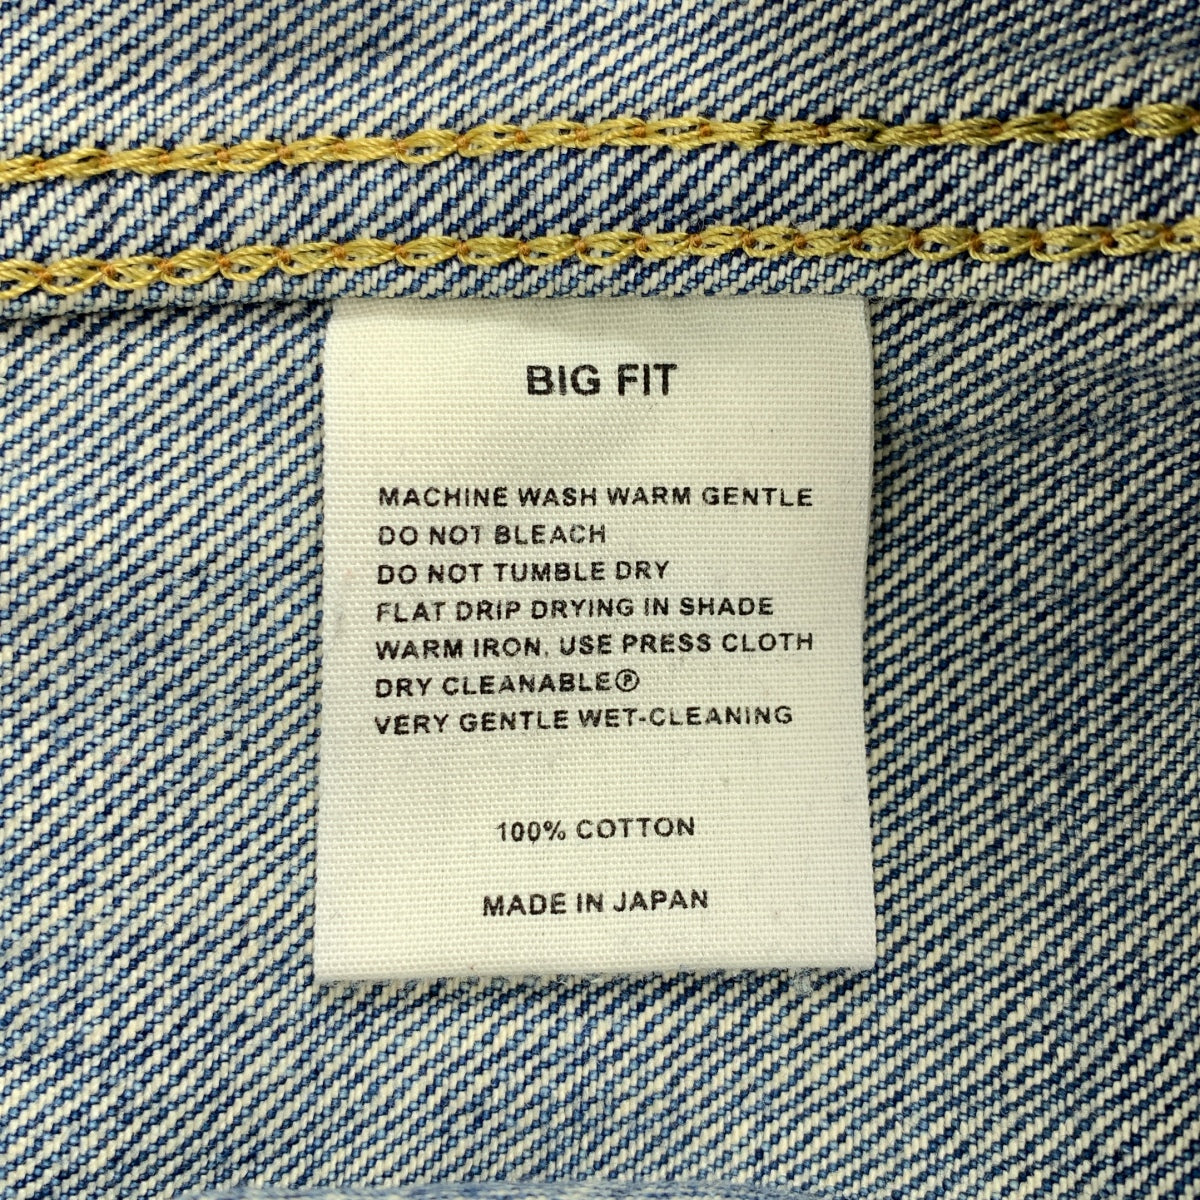 BIG FIT
MACHINE WASH WARM GENTLE
DO NOT BLEACH
DO NOT TUMBLE DRY
FLAT DRIP DRYING IN SHADE
WARM IRON, USE PRESS CLOTH
DRY CLEANABLEⓅ
VERY GENTLE WET-CLEANING
100% COTTON
MADE IN JAPAN